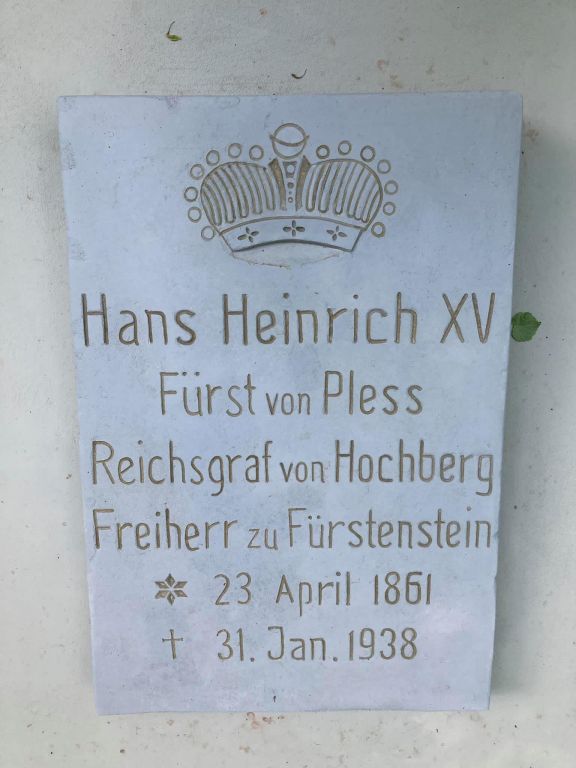 Hans Heinrich XV
Fürst von Pless
Reichsgraf von Hochberg
Freiherr zu Fürstenstein
* 23 April 1861
† 31. Jan. 1938